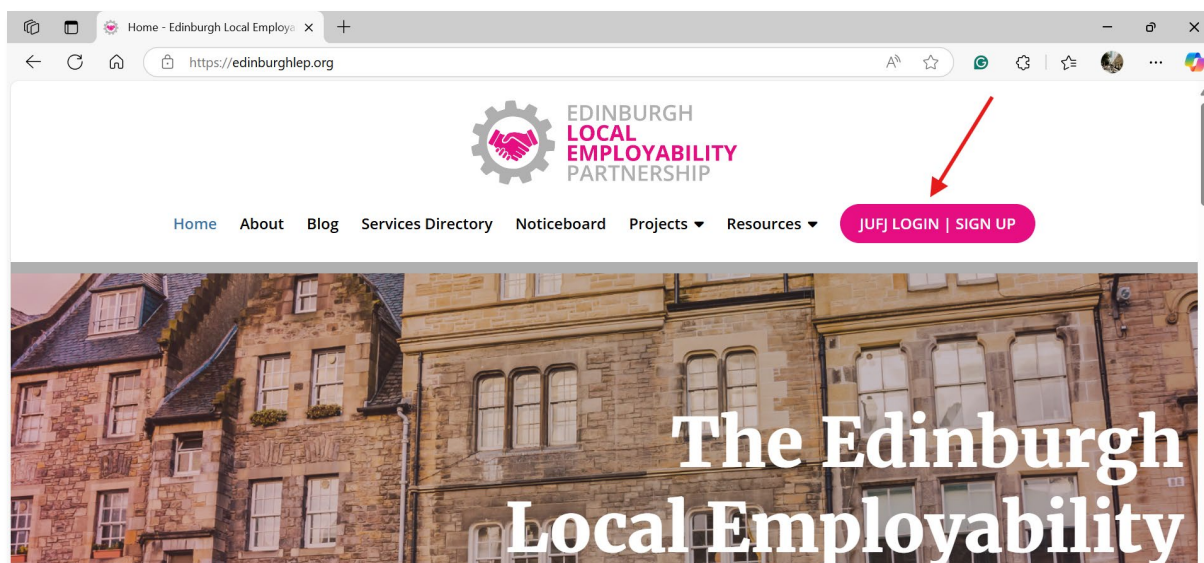 Home - Edinburgh Local Employa
https://edinburghlep.org
EDINBURGH
LOCAL
EMPLOYABILITY
PARTNERSHIP
Home About Blog Services Directory Noticeboard Projects Resources JUFJ LOGIN | SIGN UP
The Edinburgh
Local Employability